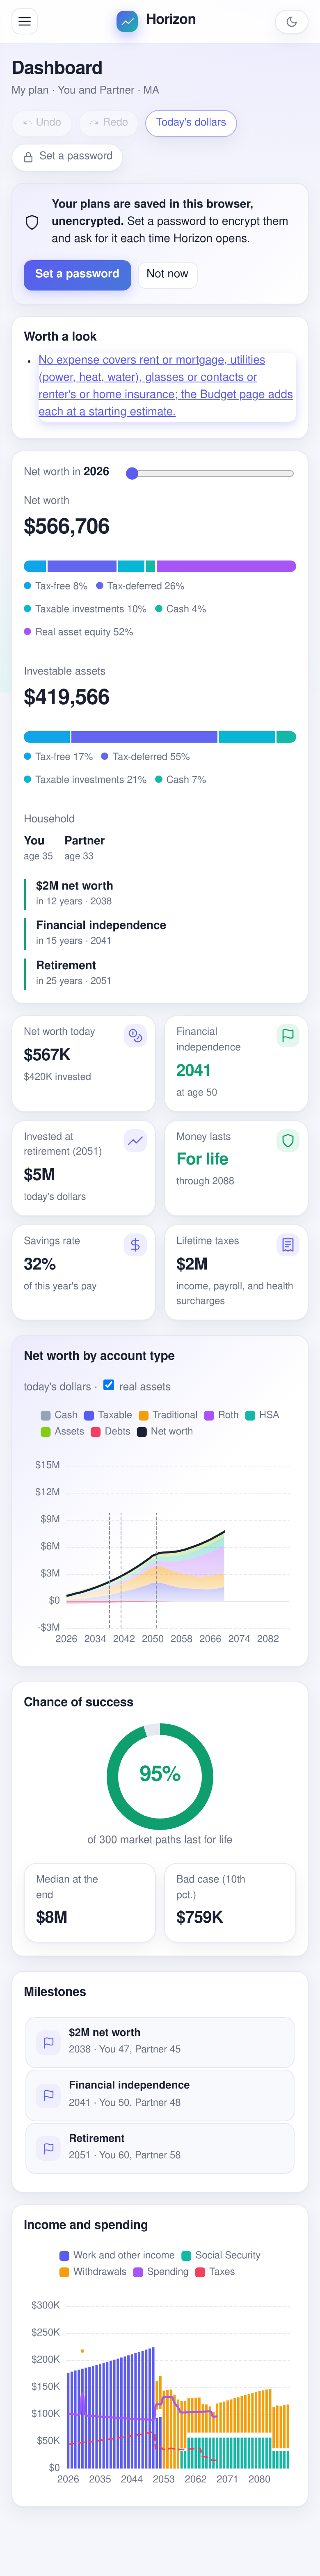 Horizon
Dashboard
My plan · You and Partner · MA
Undo
Redo
Today's dollars
Set a password
Your plans are saved in this browser,
unencrypted. Set a password to encrypt them
and ask for it each time Horizon opens.
Set a password
Not now
Worth a look
No expense covers rent or mortgage, utilities
(power, heat, water), glasses or contacts or
renter's or home insurance; the Budget page adds
each at a starting estimate.
Net worth in 2026
Net worth
$566,706
Tax-free 8% Tax-deferred 26%
Taxable investments 10% Cash 4%
Real asset equity 52%
Investable assets
$419,566
Tax-free 17% Tax-deferred 55%
Taxable investments 21% Cash 7%
Household
You Partner
age 35 age 33
$2M net worth
in 12 years · 2038
Financial independence
in 15 years · 2041
Retirement
in 25 years · 2051
Net worth today
$567K
$420K invested
Financial
independence
2041
at age 50
Invested at
retirement (2051)
$5M
today's dollars
Money lasts
For life
through 2088
Savings rate
32%
of this year's pay
Lifetime taxes
$2M
income, payroll, and health
surcharges
Net worth by account type
today's dollars · real assets
Cash Taxable Traditional Roth HSA
Assets Debts Net worth
$15M
$12M
$9M
$6M
$3M
$0
-$3M
2026 2034 2042 2050 2058 2066 2074 2082
Chance of success
95%
of 300 market paths last for life
Median at the
end
$8M
Bad case (10th
pct.)
$759K
Milestones
$2M net worth
2038 · You 47, Partner 45
Financial independence
2041 · You 50, Partner 48
Retirement
2051 · You 60, Partner 58
Income and spending
Work and other income Social Security
Withdrawals Spending Taxes
$300K
$250K
$200K
$150K
$100K
$50K
$0
2026 2035 2044 2053 2062 2071 2080